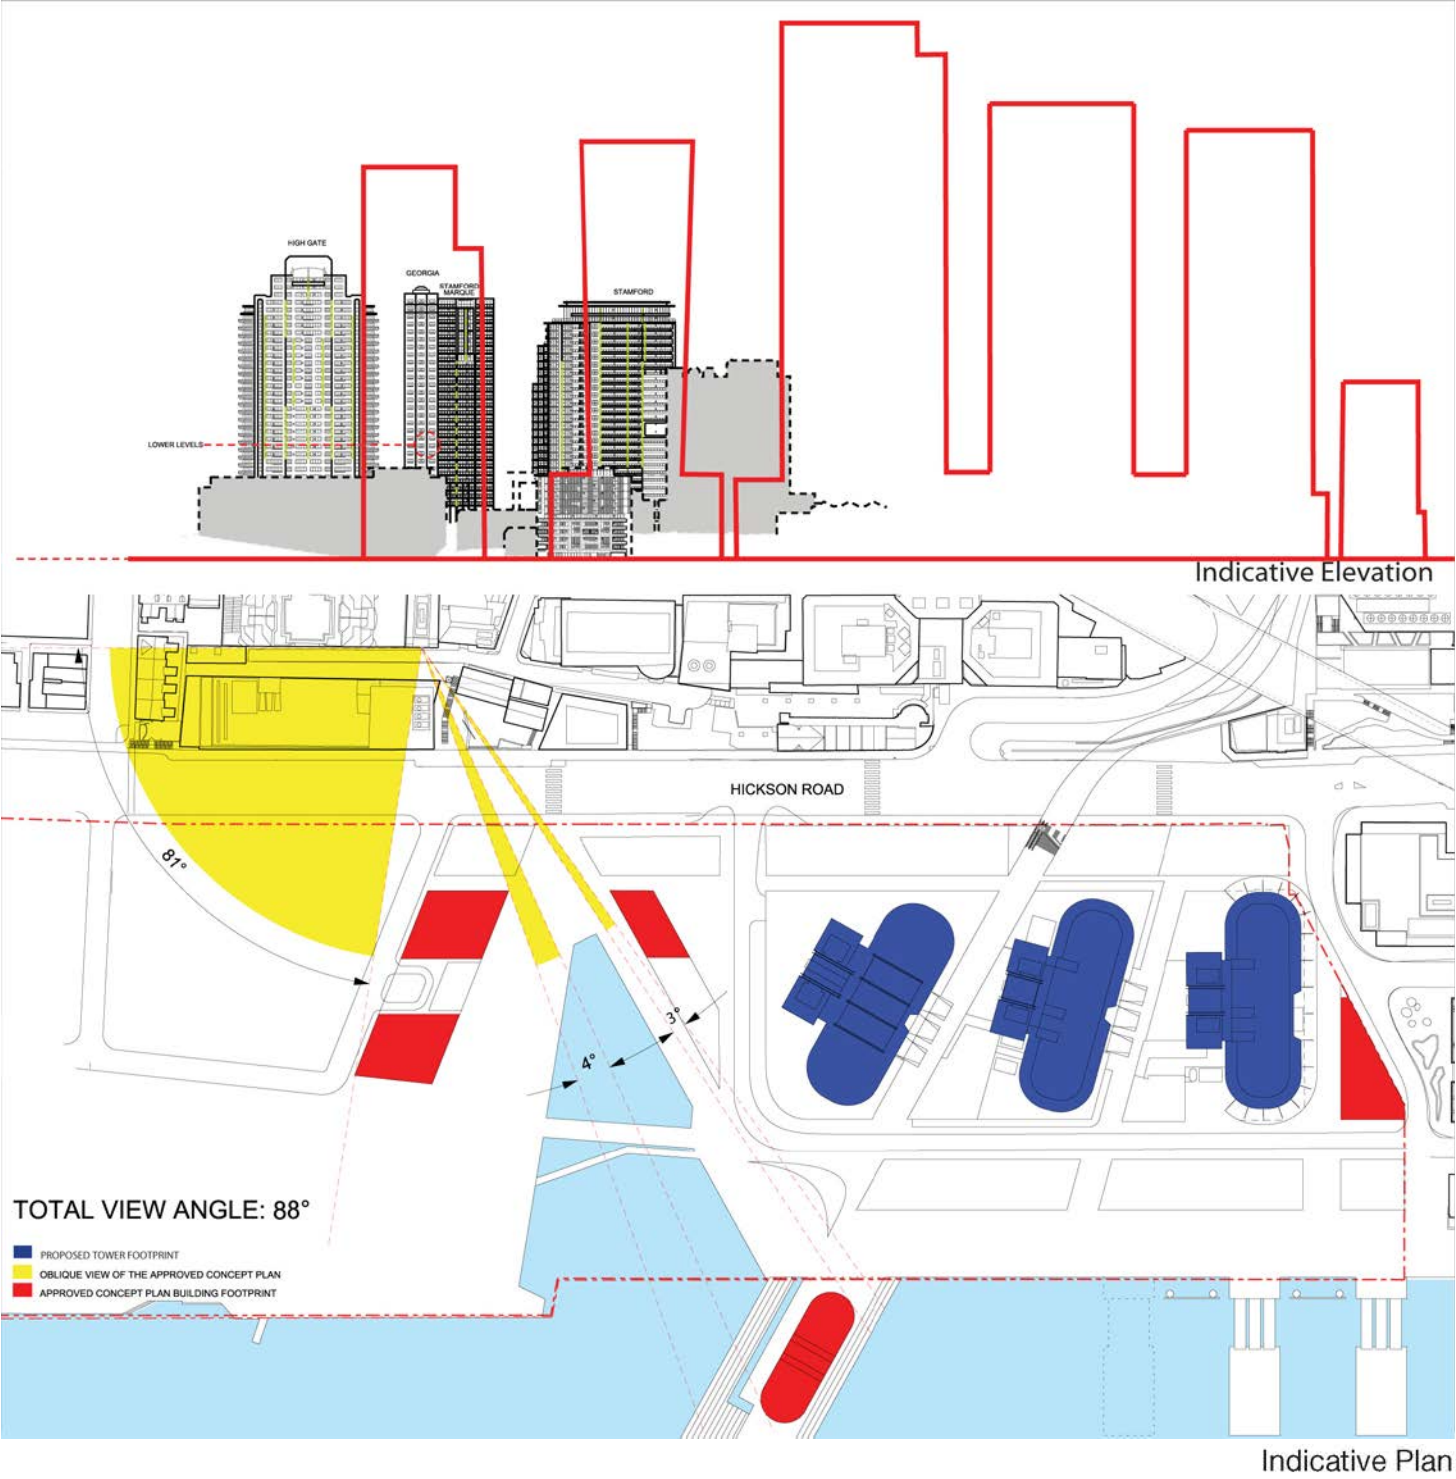 HIGH GATE
GEORGIA
STAMFORD
MARQUE
STAMFORD
LOWER LEVELS
Indicative Elevation
HICKSON ROAD
81°
3°
4°
TOTAL VIEW ANGLE: 88°
PROPOSED TOWER FOOTPRINT
OBLIQUE VIEW OF THE APPROVED CONCEPT PLAN
APPROVED CONCEPT PLAN BUILDING FOOTPRINT
Indicative Plan